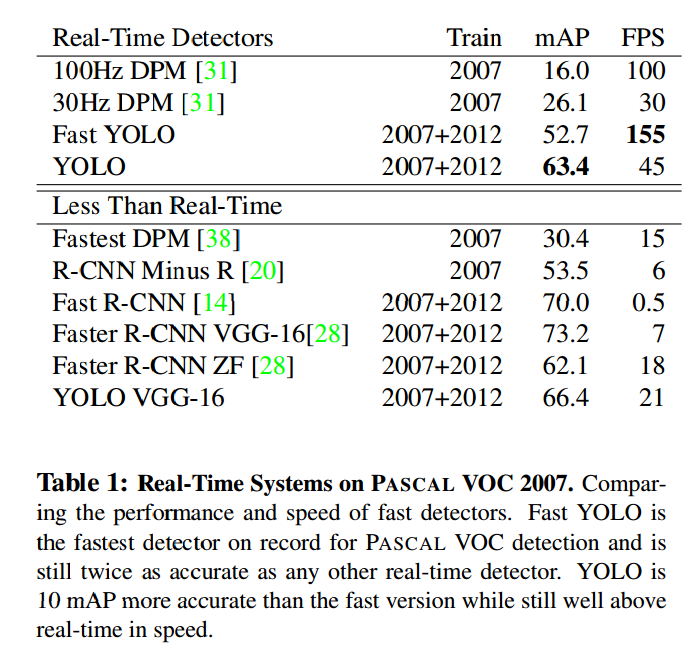 Real-Time Detectors Train mAP FPS
100Hz DPM [31] 2007 16.0 100
30Hz DPM [31] 2007 26.1 30
Fast YOLO 2007+2012 52.7 155
YOLO 2007+2012 63.4 45
Less Than Real-Time
Fastest DPM [38] 2007 30.4 15
R-CNN Minus R [20] 2007 53.5 6
Fast R-CNN [14] 2007+2012 70.0 0.5
Faster R-CNN VGG-16[28] 2007+2012 73.2 7
Faster R-CNN ZF [28] 2007+2012 62.1 18
YOLO VGG-16 2007+2012 66.4 21
Table 1: Real-Time Systems on PASCAL VOC 2007. Compar-
ing the performance and speed of fast detectors. Fast YOLO is
the fastest detector on record for PASCAL VOC detection and is
still twice as accurate as any other real-time detector. YOLO is
10 mAP more accurate than the fast version while still well above
real-time in speed.